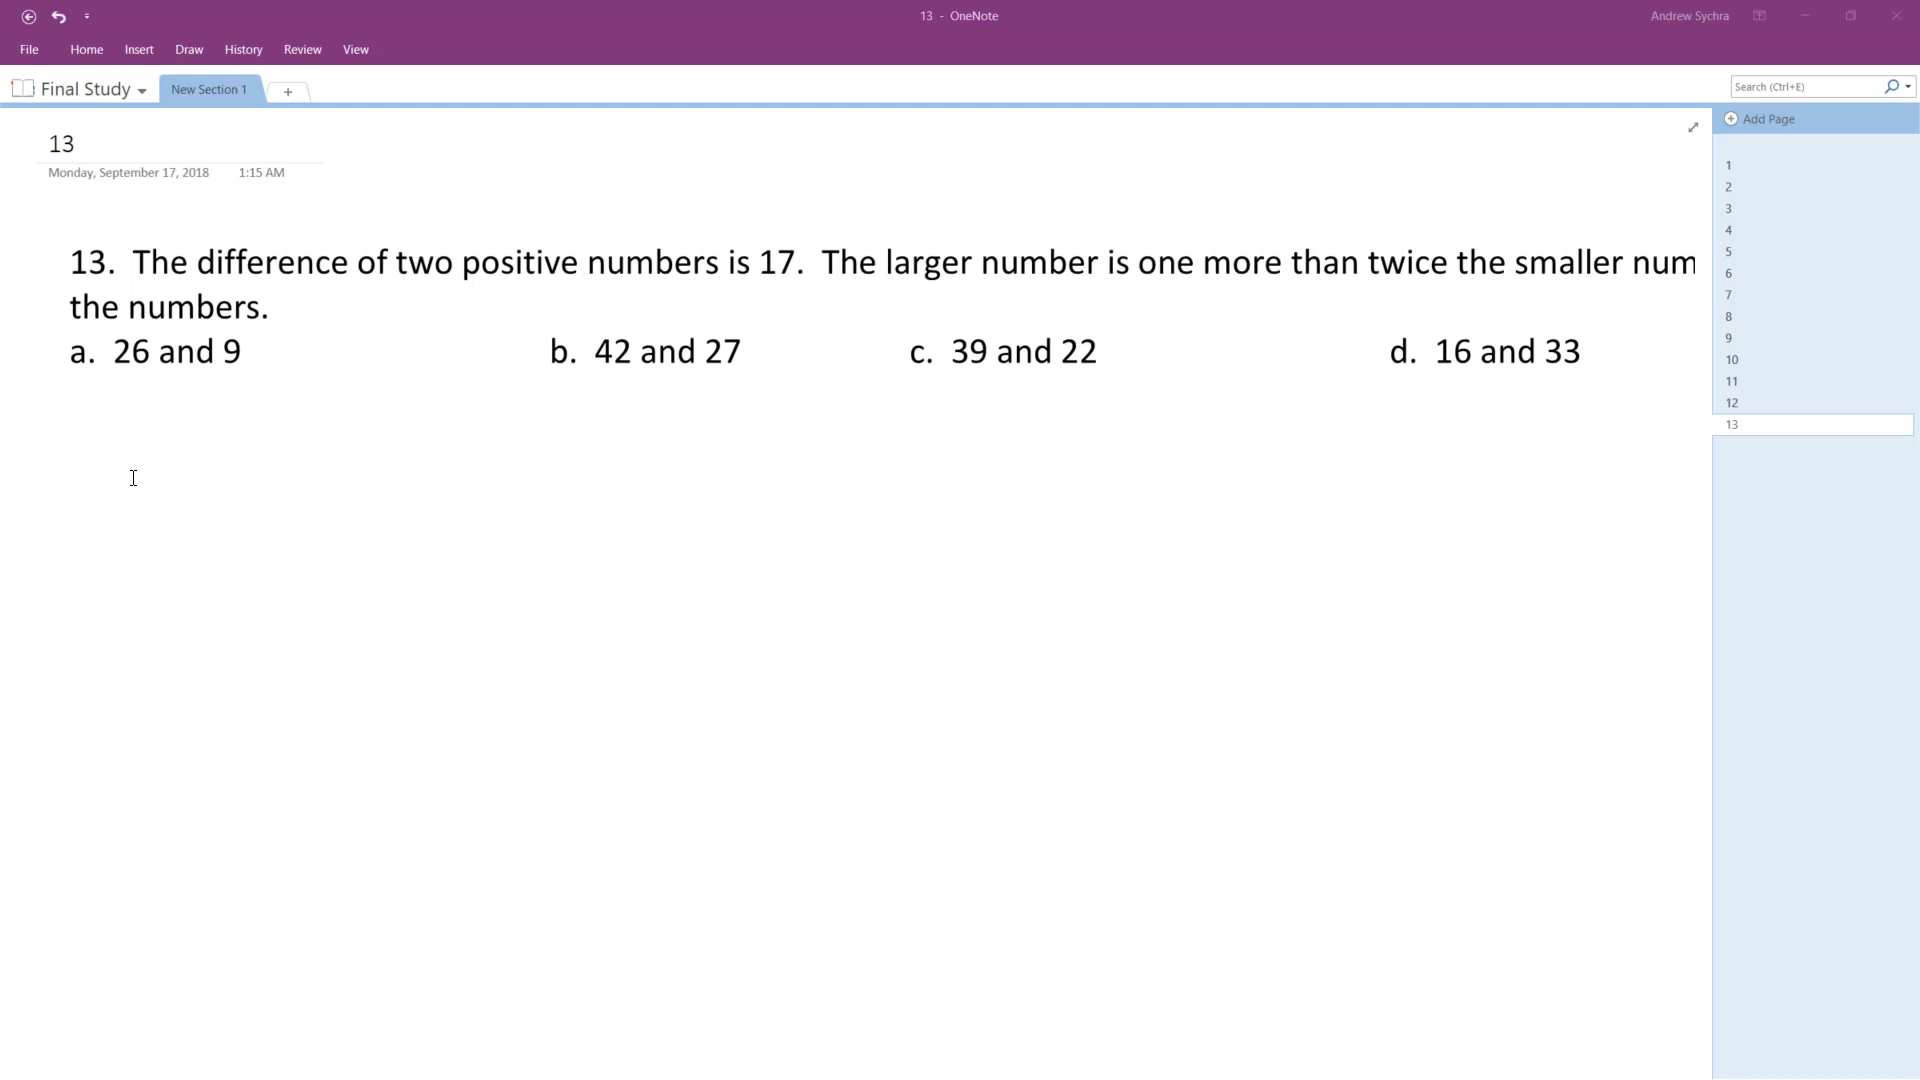 13 - OneNote
Andrew Sychra
File Home Insert Draw History Review View
Final Study
New Section 1
+
Search (Ctrl+E)
Add Page
13
Monday, September 17, 2018 1:15 AM
13. The difference of two positive numbers is 17. The larger number is one more than twice the smaller num
the numbers.
a. 26 and 9 b. 42 and 27 c. 39 and 22 d. 16 and 33
1
2
3
4
5
6
7
8
9
10
11
12
13